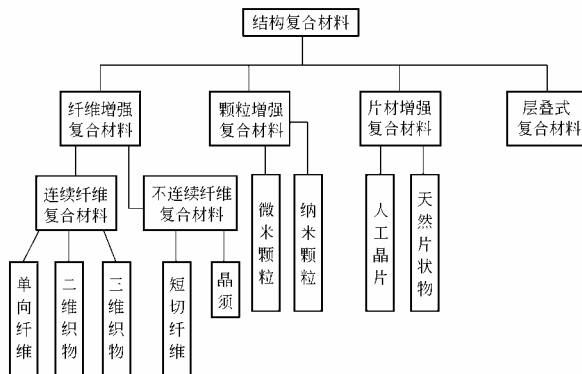 结构复合材料
纤维增强
复合材料
颗粒增强
复合材料
片材增强
复合材料
层叠式
复合材料
连续纤维
复合材料
不连续纤维
复合材料
微米颗粒
纳米颗粒
人工晶片
天然片状物
单向纤维
二维织物
三维织物
短切纤维
晶须